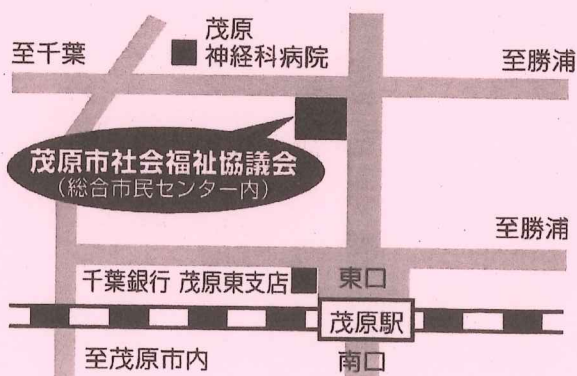 茂原
神経科病院
至千葉
至勝浦
茂原市社会福祉協議会
(総合市民センター内)
至勝浦
千葉銀行 茂原東支店
東口
茂原駅
至茂原市内
南口